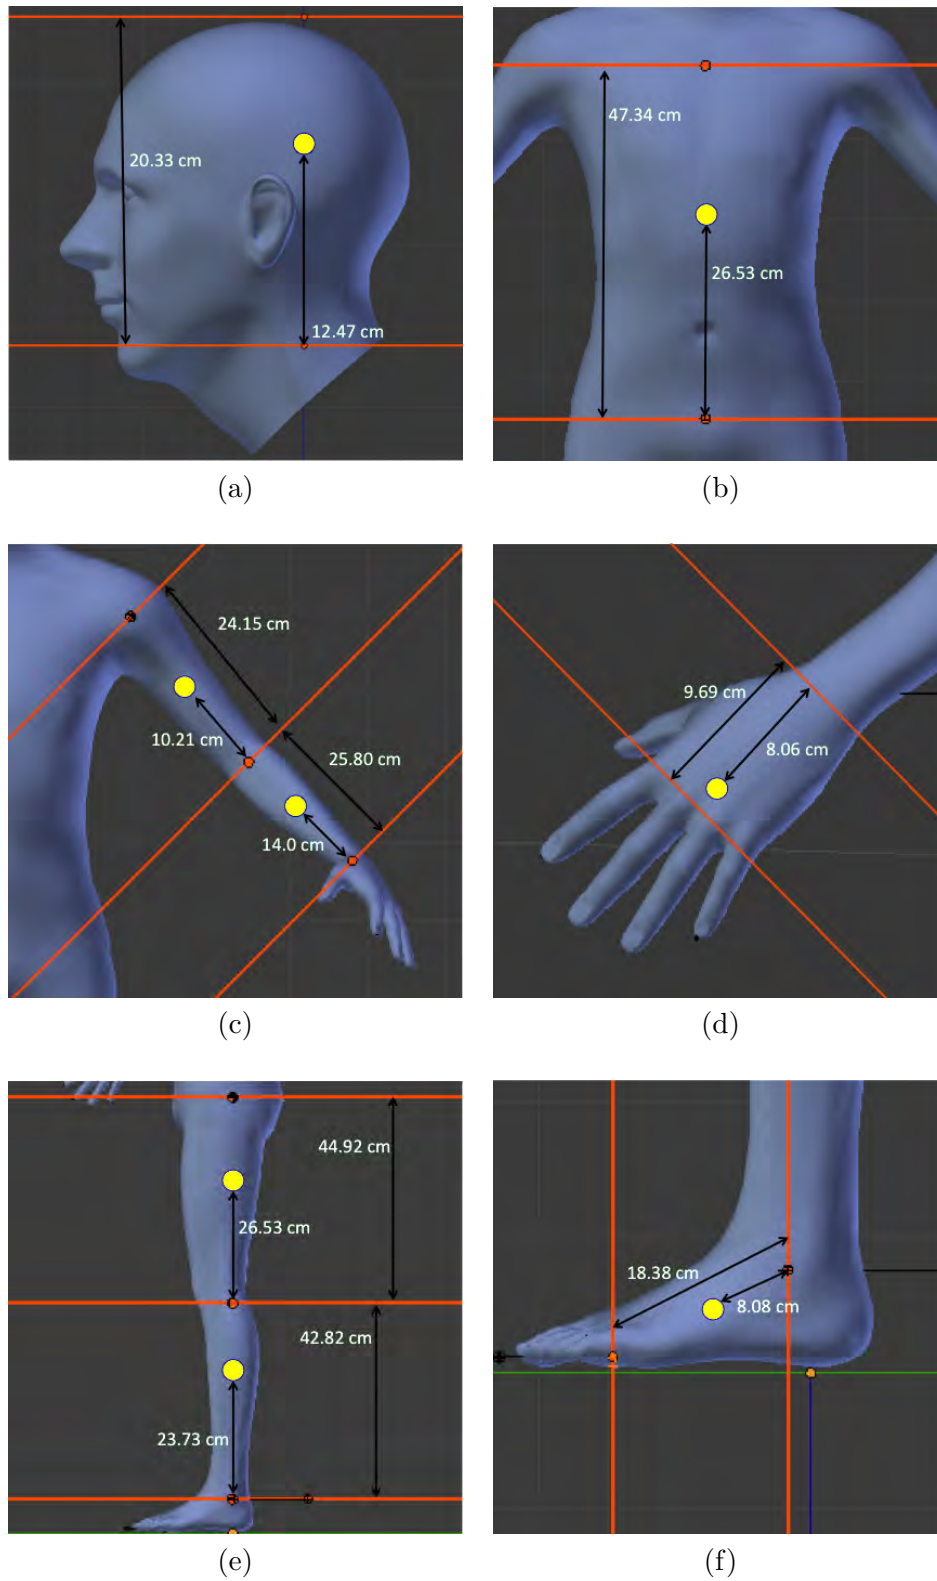 20.33 cm
12.47 cm
(a)
47.34 cm
26.53 cm
(b)
24.15 cm
10.21 cm
25.80 cm
14.0 cm
(c)
9.69 cm
8.06 cm
(d)
44.92 cm
26.53 cm
42.82 cm
23.73 cm
(e)
18.38 cm
8.08 cm
(f)